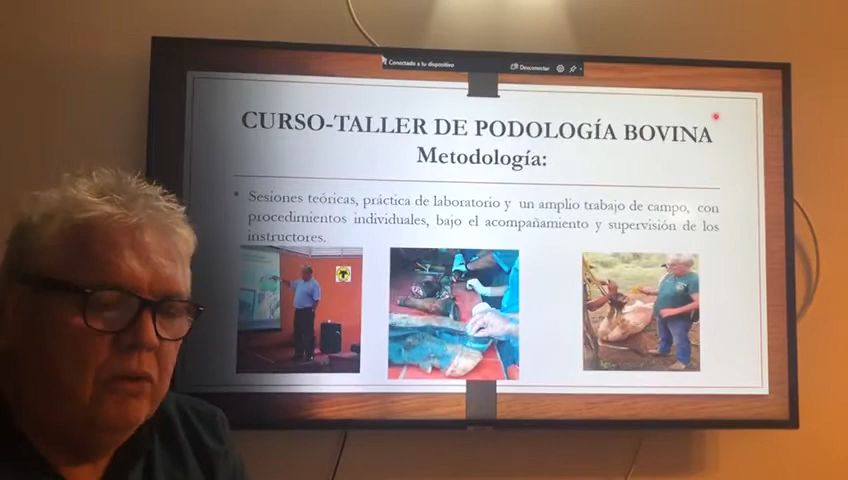 Conectado a tu dispositivo
Desconectar
CURSO-TALLER DE PODOLOGÍA BOVINA
Metodología:
• Sesiones teóricas, práctica de laboratorio y un amplio trabajo de campo, con
procedimientos individuales, bajo el acompañamiento y supervisión de los
instructores.